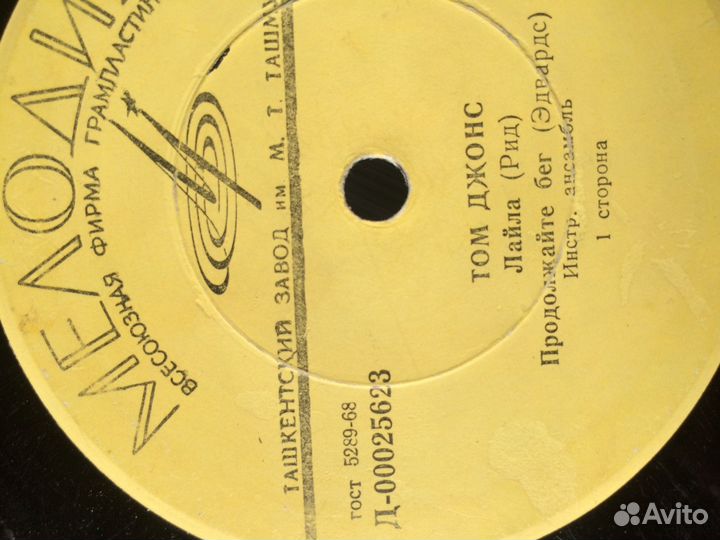 МЕЛОДИ
ВСЕСОЮЗНАЯ ФИРМА ГРАМПЛАСТИН
ТАШКЕНТСКИЙ ЗАВОД им М. Т. ТАШМ
ГОСТ 5289-68
Д-00025623
ТОМ ДЖОНС
Лайла (Рид)
Продолжайте бег (Эдвардс)
Инстр. ансамбль
1 сторона
Avito